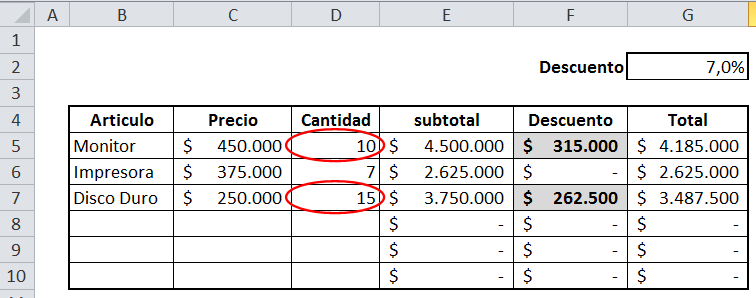 A B C D E F G
1
2 Descuento 7,0%
3
4 Articulo Precio Cantidad subtotal Descuento Total
5 Monitor $ 450.000 10 $ 4.500.000 $ 315.000 $ 4.185.000
6 Impresora $ 375.000 7 $ 2.625.000 $ - $ 2.625.000
7 Disco Duro $ 250.000 15 $ 3.750.000 $ 262.500 $ 3.487.500
8 $ - $ - $ -
9 $ - $ - $ -
10 $ - $ - $ -